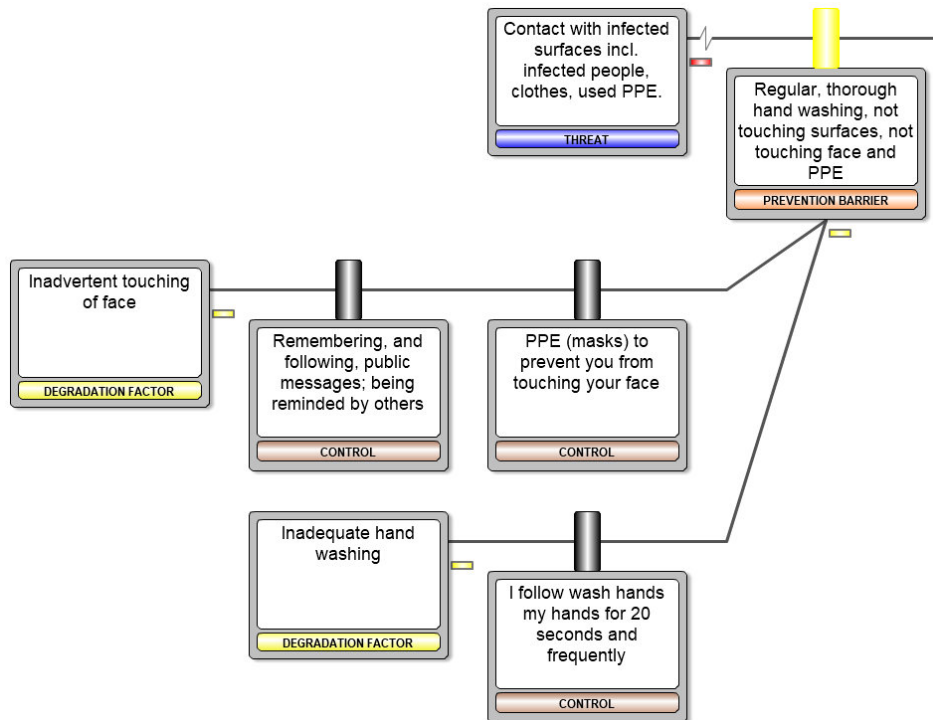 Contact with infected
surfaces incl.
infected people,
clothes, used PPE.
THREAT
Regular, thorough
hand washing, not
touching surfaces, not
touching face and
PPE
PREVENTION BARRIER
Inadvertent touching
of face
DEGRADATION FACTOR
Remembering, and
following, public
messages; being
reminded by others
CONTROL
PPE (masks) to
prevent you from
touching your face
CONTROL
Inadequate hand
washing
DEGRADATION FACTOR
I follow wash hands
my hands for 20
seconds and
frequently
CONTROL